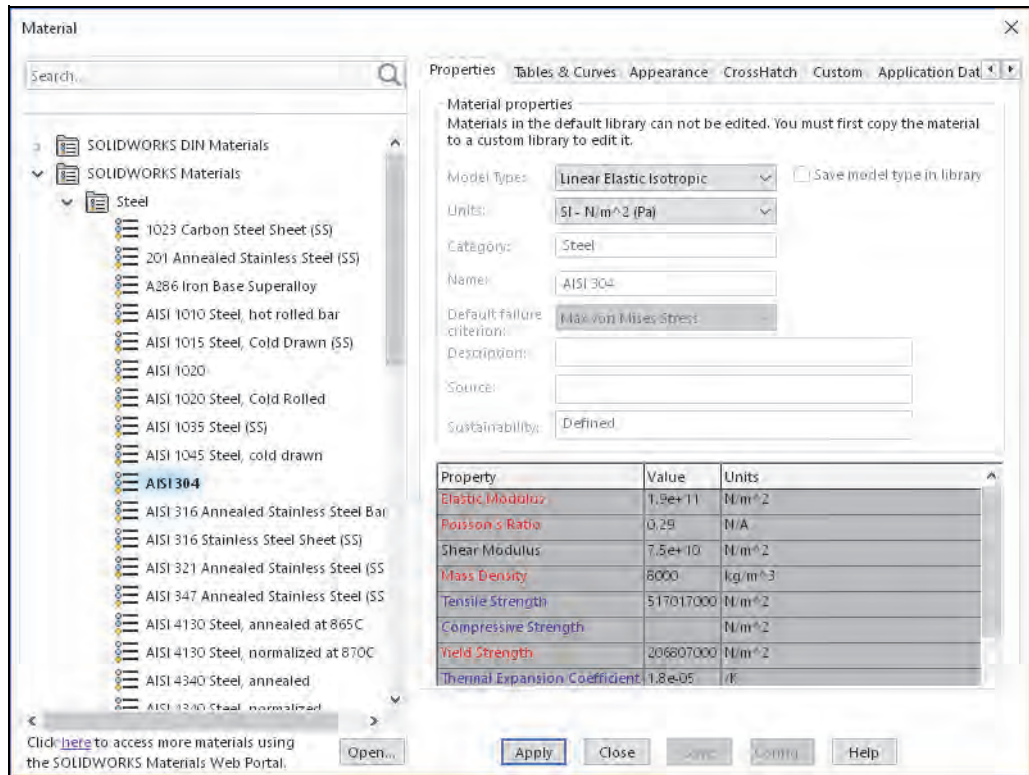 Material
Search...
SOLIDWORKS DIN Materials
SOLIDWORKS Materials
Steel
1023 Carbon Steel Sheet (SS)
201 Annealed Stainless Steel (SS)
A286 Iron Base Superalloy
AISI 1010 Steel, hot rolled bar
AISI 1015 Steel, Cold Drawn (SS)
AISI 1020
AISI 1020 Steel, Cold Rolled
AISI 1035 Steel (SS)
AISI 1045 Steel, cold drawn
AISI 304
AISI 316 Annealed Stainless Steel Bar
AISI 316 Stainless Steel Sheet (SS)
AISI 321 Annealed Stainless Steel (SS
AISI 347 Annealed Stainless Steel (SS
AISI 4130 Steel, annealed at 865C
AISI 4130 Steel, normalized at 870C
AISI 4340 Steel, annealed
AISI 4340 Steel, normalized
Click here to access more materials using
the SOLIDWORKS Materials Web Portal.
Open...
Properties Tables & Curves Appearance CrossHatch Custom Application Dat
Material properties
Materials in the default library can not be edited. You must first copy the material
to a custom library to edit it.
Model Type: Linear Elastic Isotropic Save model type in library
Units: SI - N/m^2 (Pa)
Category: Steel
Name: AISI 304
Default failure
criterion: Max von Mises Stress
Description:
Source:
Sustainability: Defined
Property Value Units
Elastic Modulus 1.9e+11 N/m^2
Poisson's Ratio 0.29 N/A
Shear Modulus 7.5e+10 N/m^2
Mass Density 8000 kg/m^3
Tensile Strength 517017000 N/m^2
Compressive Strength N/m^2
Yield Strength 206807000 N/m^2
Thermal Expansion Coefficient 1.8e-05 /K
Apply Close Save Config Help